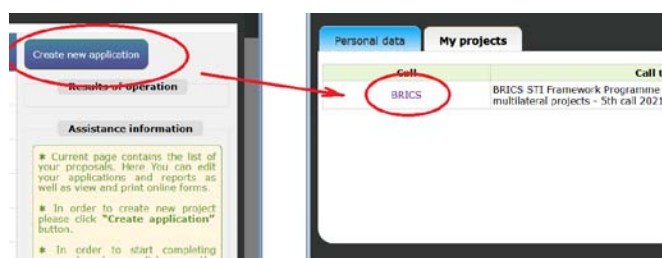 Create new application
Results of operation
Assistance information
* Current page contains the list of
your proposals, Here You can edit
your applications and reports as
well as view and print online forms.
* In order to create new project
please click "Create application"
button.
* In order to start completing
Personal data
My projects
Call
Call t
BRICS
BRICS STI Framework Programme
multilateral projects - 5th call 2021